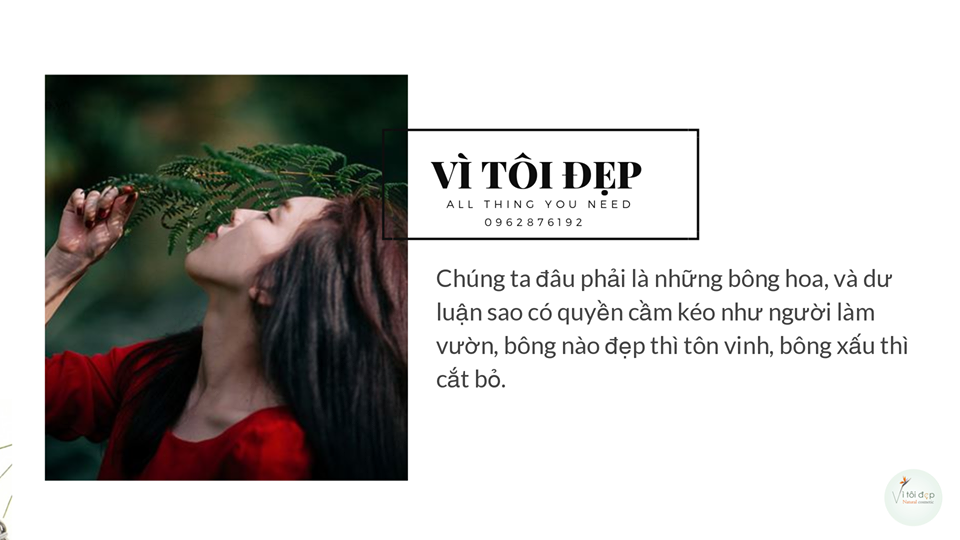 VÌ TÔI ĐẸP
ALL THING YOU NEED
0962876192
Chúng ta đâu phải là những bông hoa, và dư
luận sao có quyền cầm kéo như người làm
vườn, bông nào đẹp thì tôn vinh, bông xấu thì
cắt bỏ.
Vì tôi đẹp
Natural cosmetic